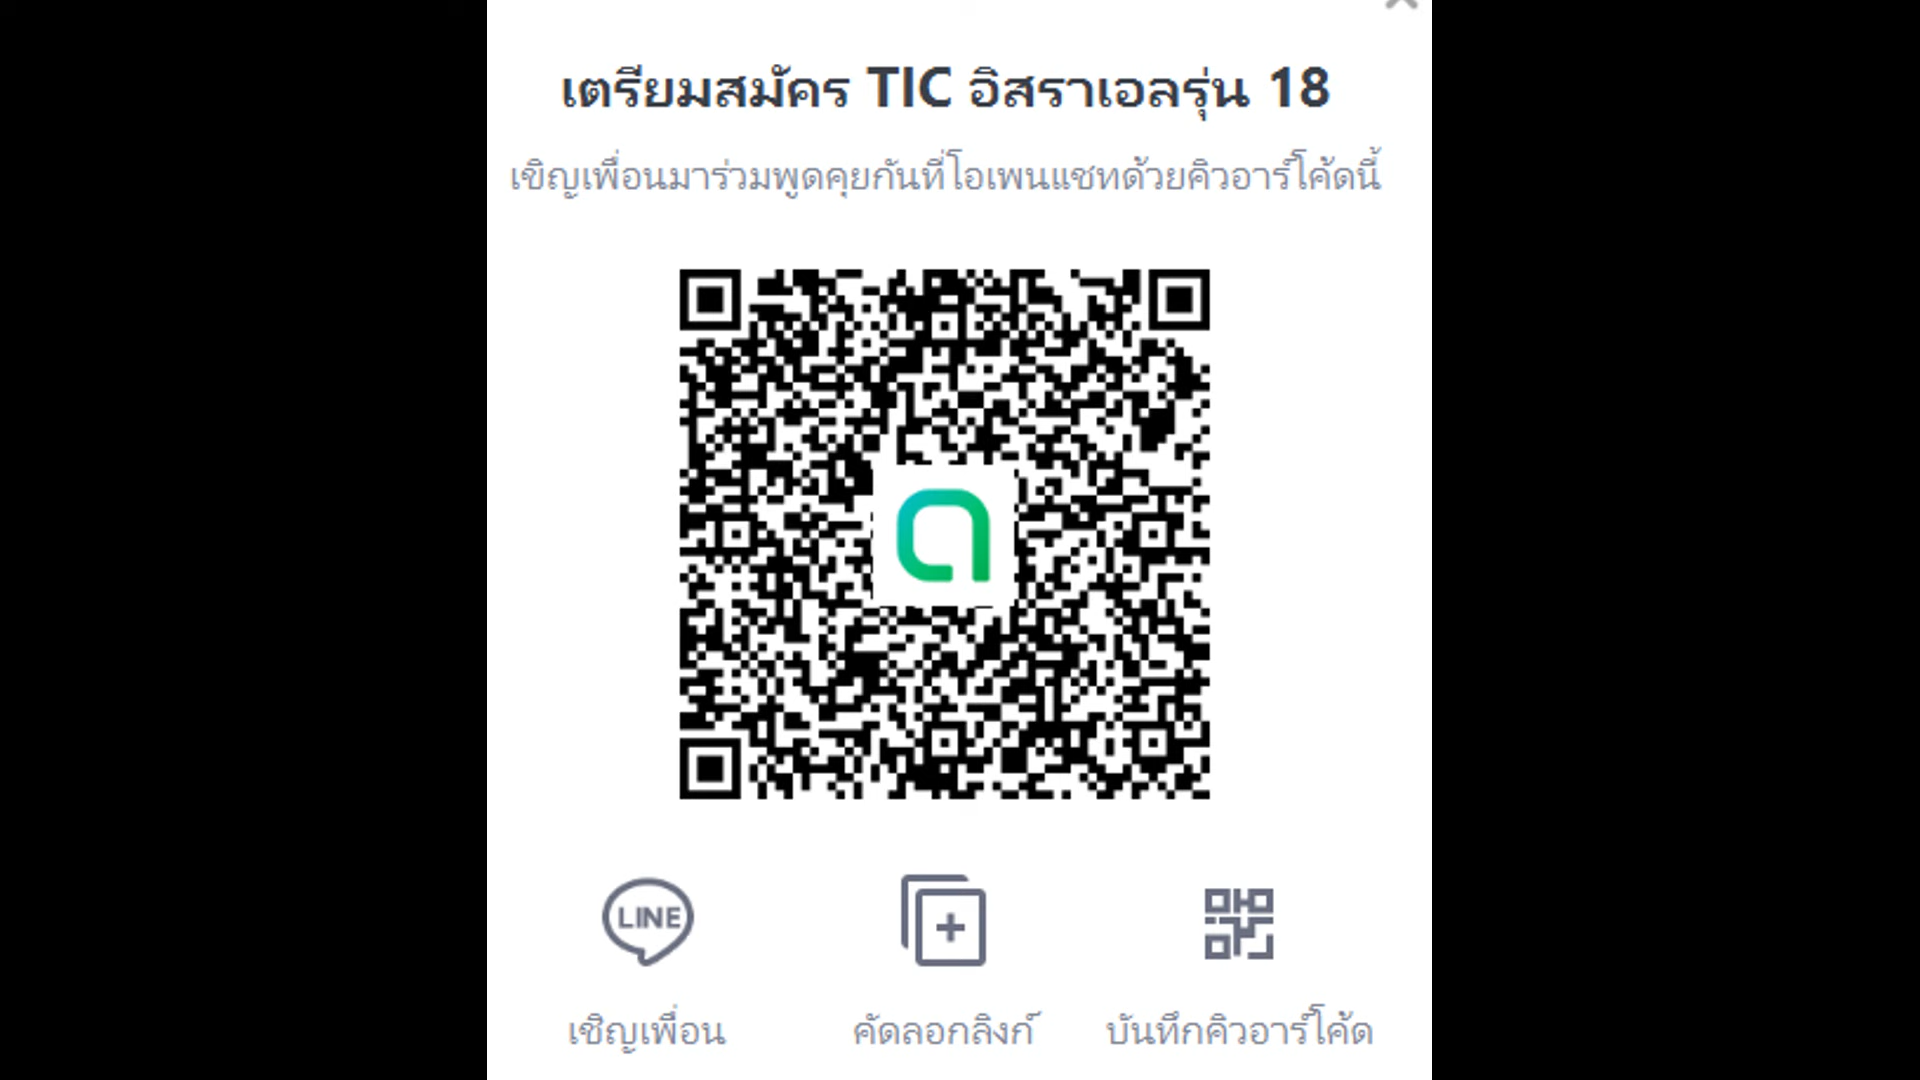 เตรียมสมัคร TIC อิสราเอลรุ่น 18
เชิญเพื่อนมาร่วมพูดคุยกันที่โอเพนแชทด้วยคิวอาร์โค้ดนี้
LINE
เชิญเพื่อน
คัดลอกลิงก์
บันทึกคิวอาร์โค้ด